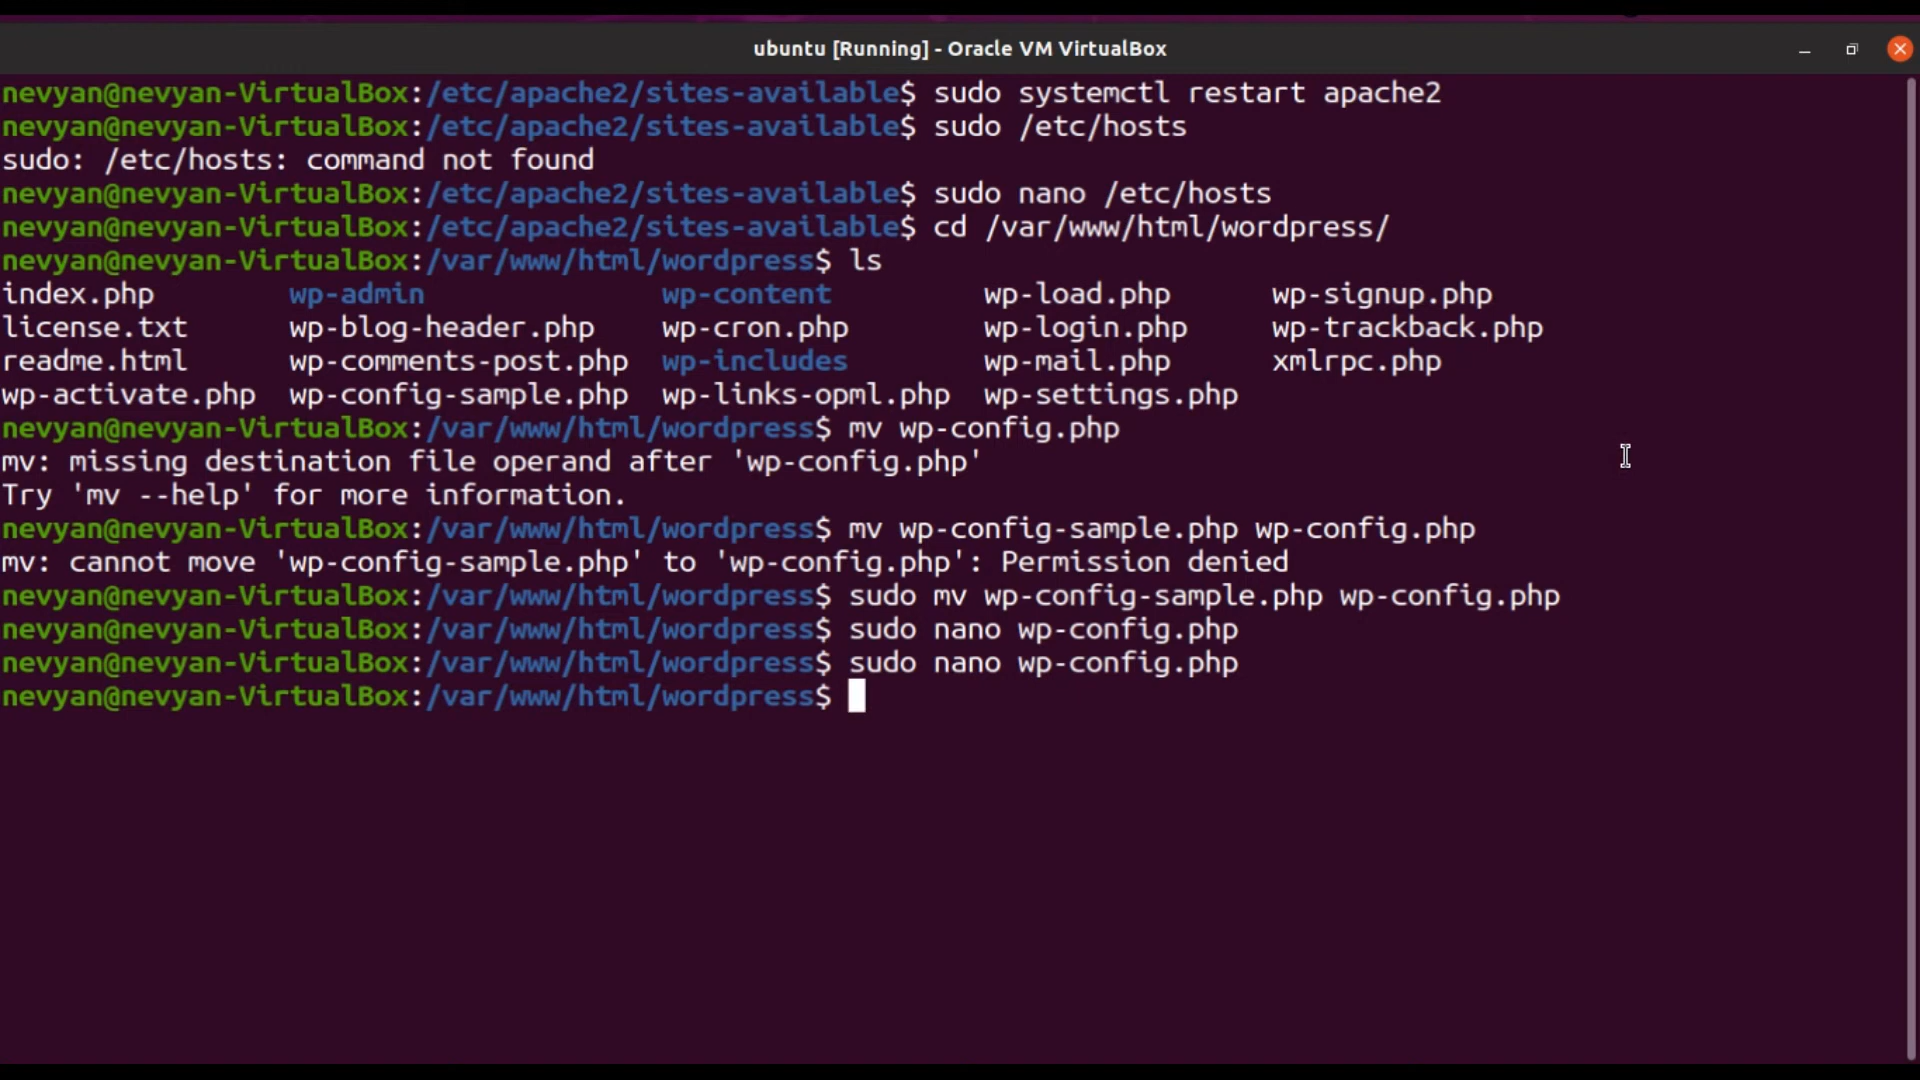 ubuntu [Running] - Oracle VM VirtualBox
nevyan@nevyan-VirtualBox:/etc/apache2/sites-available$ sudo systemctl restart apache2
nevyan@nevyan-VirtualBox:/etc/apache2/sites-available$ sudo /etc/hosts
sudo: /etc/hosts: command not found
nevyan@nevyan-VirtualBox:/etc/apache2/sites-available$ sudo nano /etc/hosts
nevyan@nevyan-VirtualBox:/etc/apache2/sites-available$ cd /var/www/html/wordpress/
nevyan@nevyan-VirtualBox:/var/www/html/wordpress$ ls
index.php        wp-admin              wp-content         wp-load.php      wp-signup.php
license.txt      wp-blog-header.php    wp-cron.php        wp-login.php     wp-trackback.php
readme.html      wp-comments-post.php  wp-includes        wp-mail.php      xmlrpc.php
wp-activate.php  wp-config-sample.php  wp-links-opml.php  wp-settings.php
nevyan@nevyan-VirtualBox:/var/www/html/wordpress$ mv wp-config.php
mv: missing destination file operand after 'wp-config.php'
Try 'mv --help' for more information.
nevyan@nevyan-VirtualBox:/var/www/html/wordpress$ mv wp-config-sample.php wp-config.php
mv: cannot move 'wp-config-sample.php' to 'wp-config.php': Permission denied
nevyan@nevyan-VirtualBox:/var/www/html/wordpress$ sudo mv wp-config-sample.php wp-config.php
nevyan@nevyan-VirtualBox:/var/www/html/wordpress$ sudo nano wp-config.php
nevyan@nevyan-VirtualBox:/var/www/html/wordpress$ sudo nano wp-config.php
nevyan@nevyan-VirtualBox:/var/www/html/wordpress$